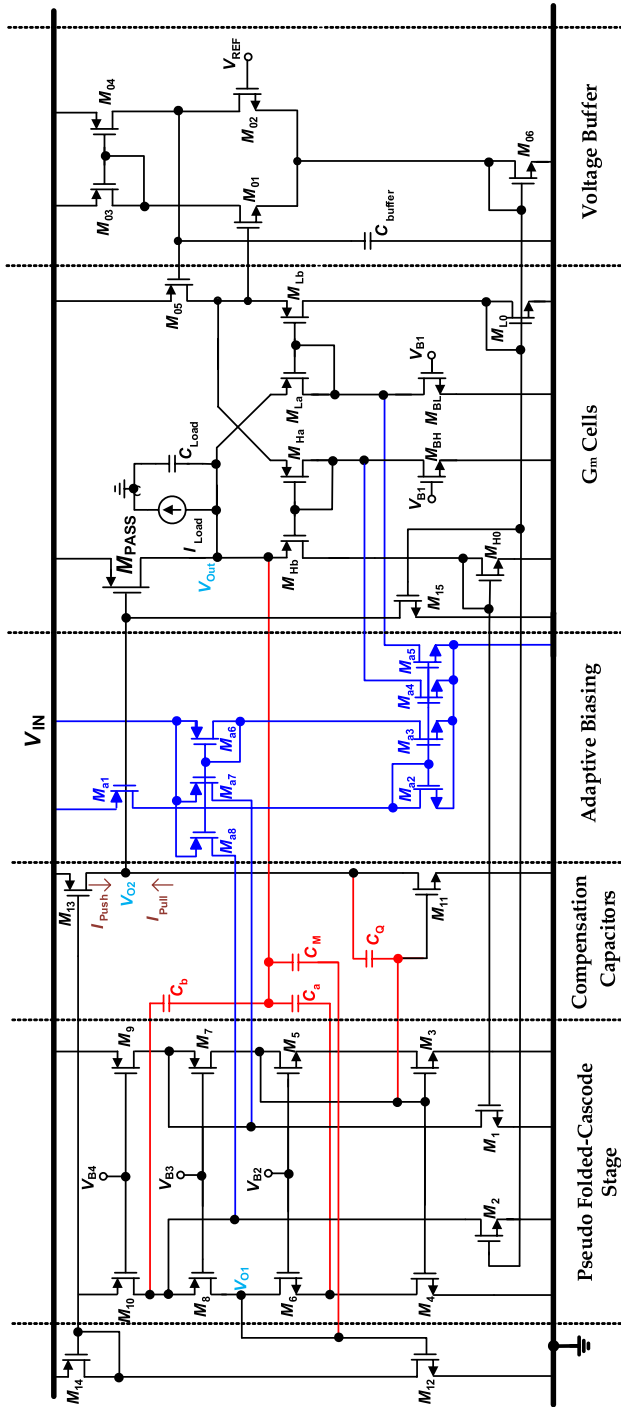 M14
M12
M10
M9
Cb
VB4
M8
M7
VB3
VO1
M6
M5
VB2
Ca
CM
M4
M3
M2
M1
Pseudo Folded-Cascode
Stage
M13
IPush
VO2
IPull
CQ
M11
Compensation
Capacitors
VIN
Ma1
Ma8
Ma7
Ma6
Ma2
Ma3
Ma4
Ma5
Adaptive Biasing
MPASS
ILoad
CLoad
VOut
M05
MHb
MHa
MLa
MLb
VB1
MBH
MBL
VB1
M15
MH0
ML0
Gm Cells
M03
M04
M01
M02
VREF
Cbuffer
M06
Voltage Buffer